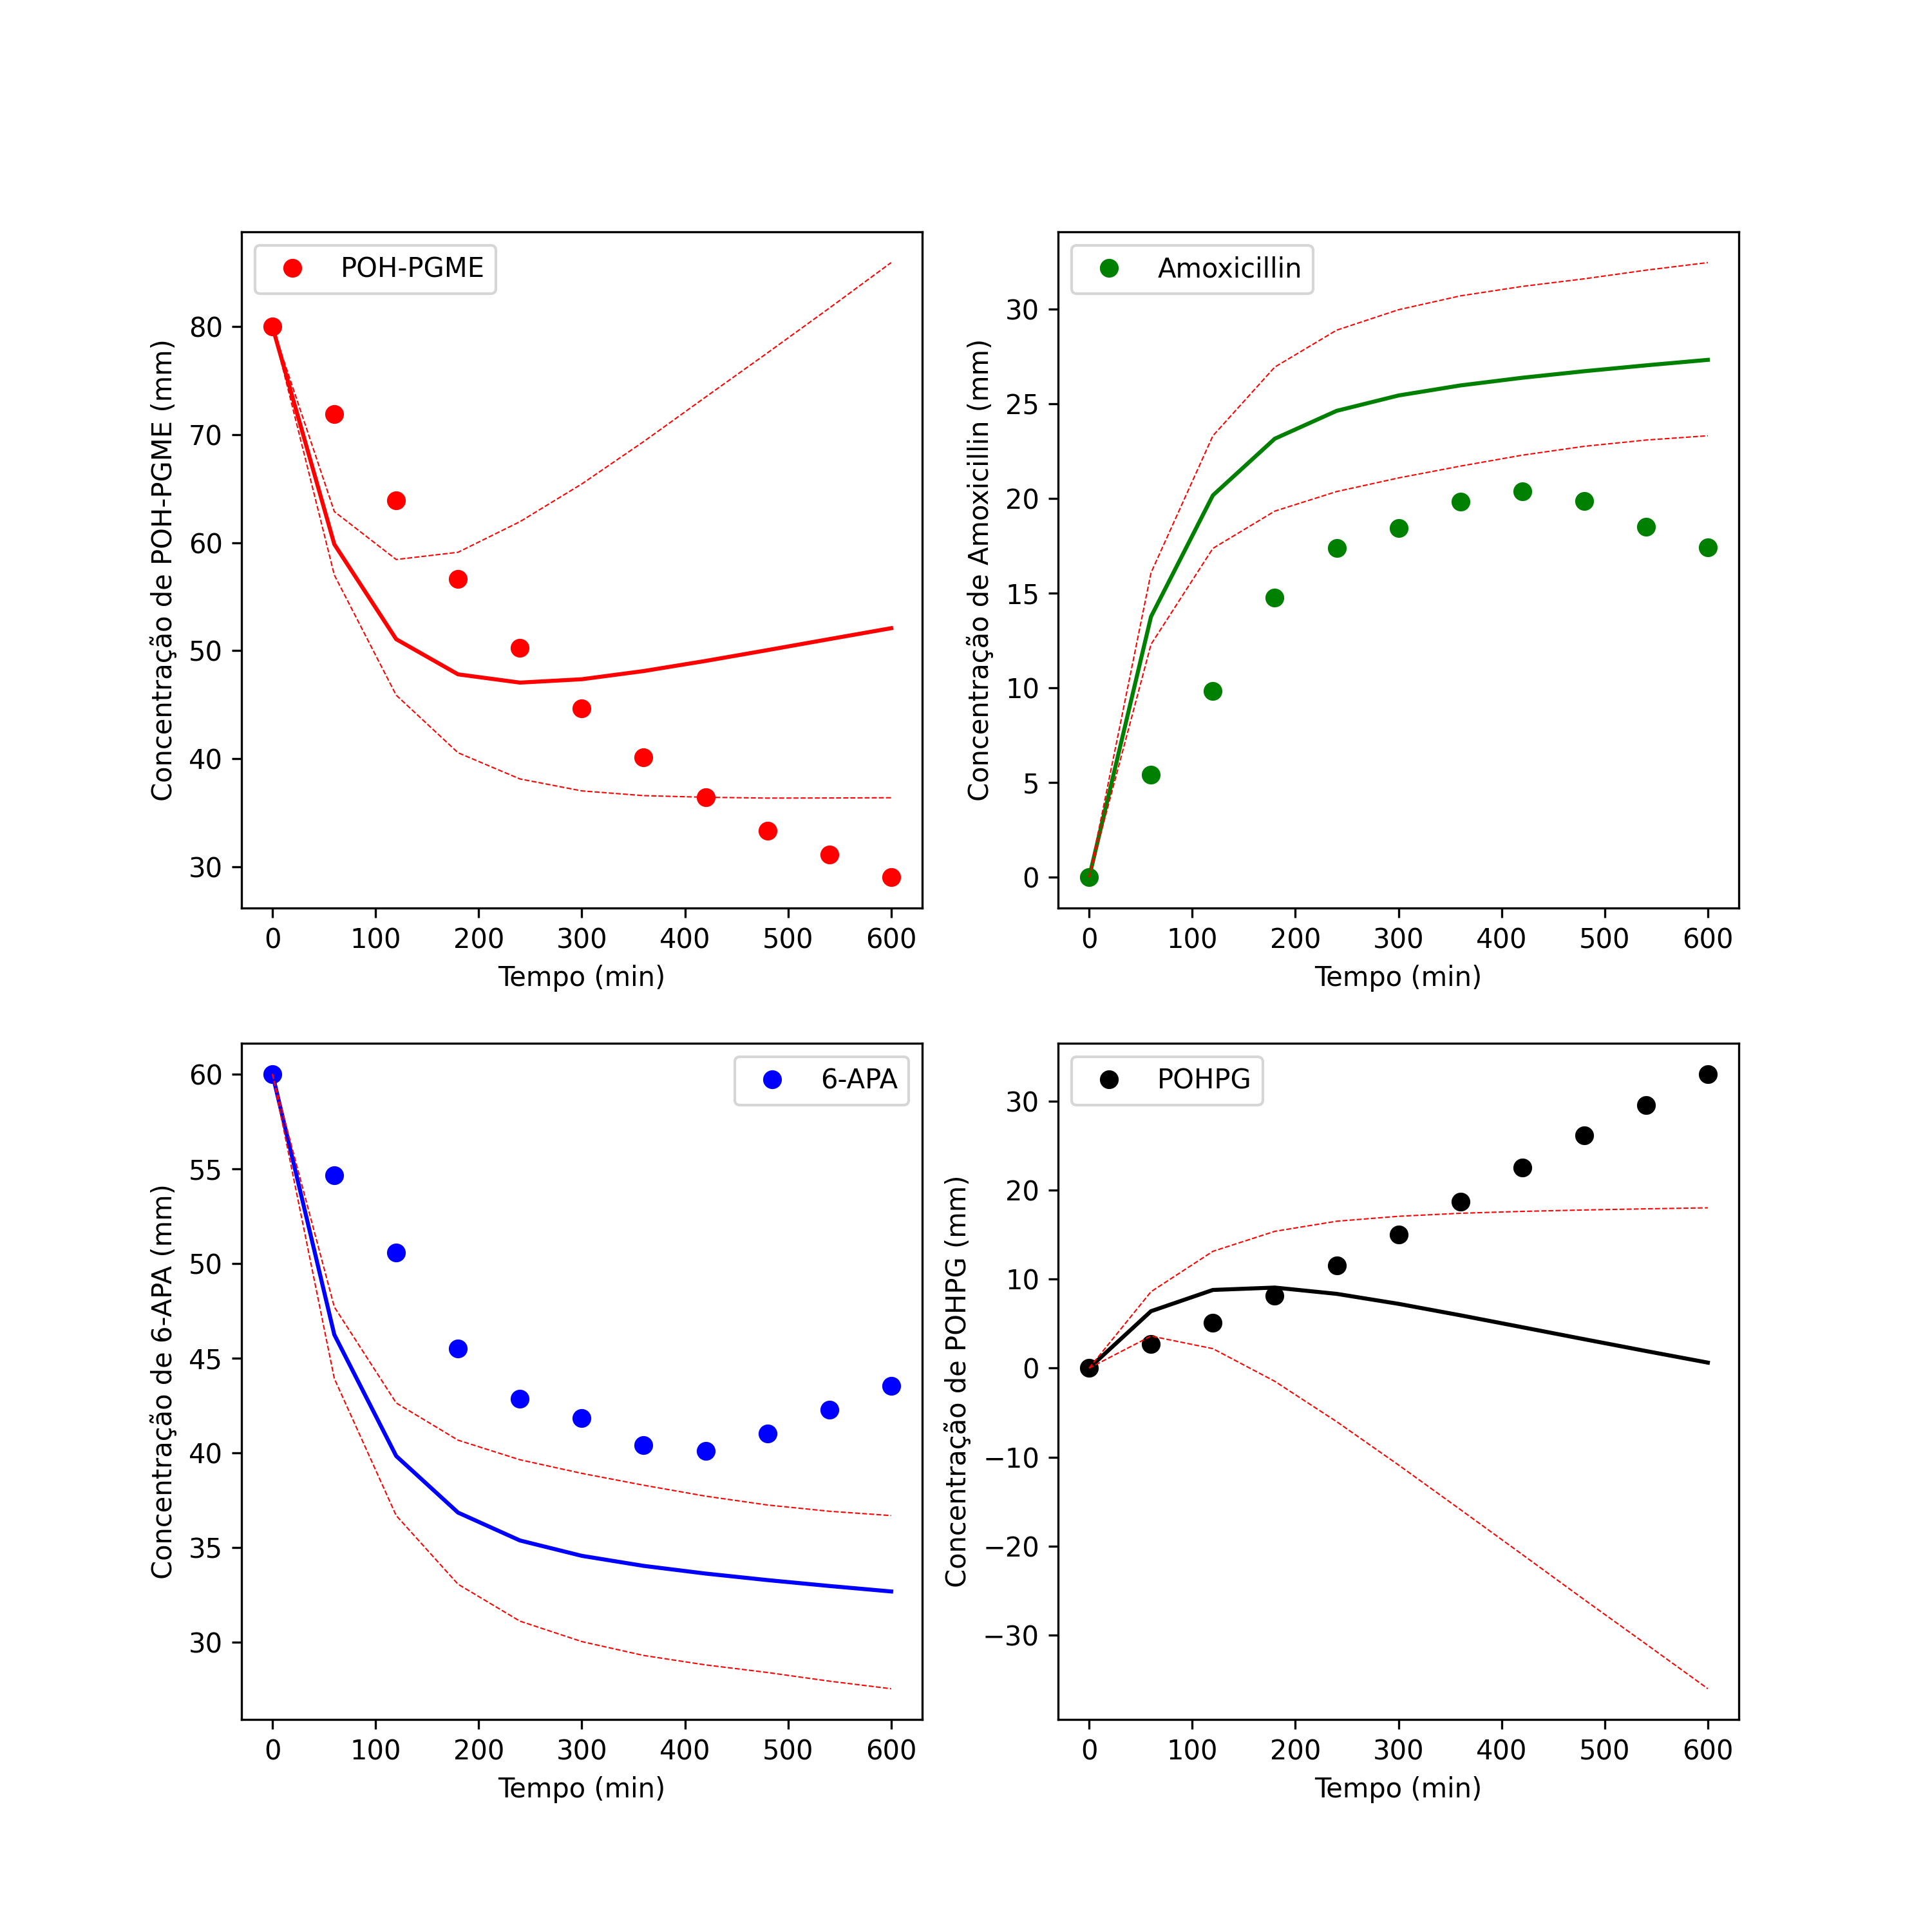 POH-PGME
Concentração de POH-PGME (mm)
80
70
60
50
40
30
0 100 200 300 400 500 600
Tempo (min)
Amoxicillin
Concentração de Amoxicillin (mm)
30
25
20
15
10
5
0
0 100 200 300 400 500 600
Tempo (min)
6-APA
Concentração de 6-APA (mm)
60
55
50
45
40
35
30
0 100 200 300 400 500 600
Tempo (min)
POHPG
Concentração de POHPG (mm)
30
20
10
0
−10
−20
−30
0 100 200 300 400 500 600
Tempo (min)